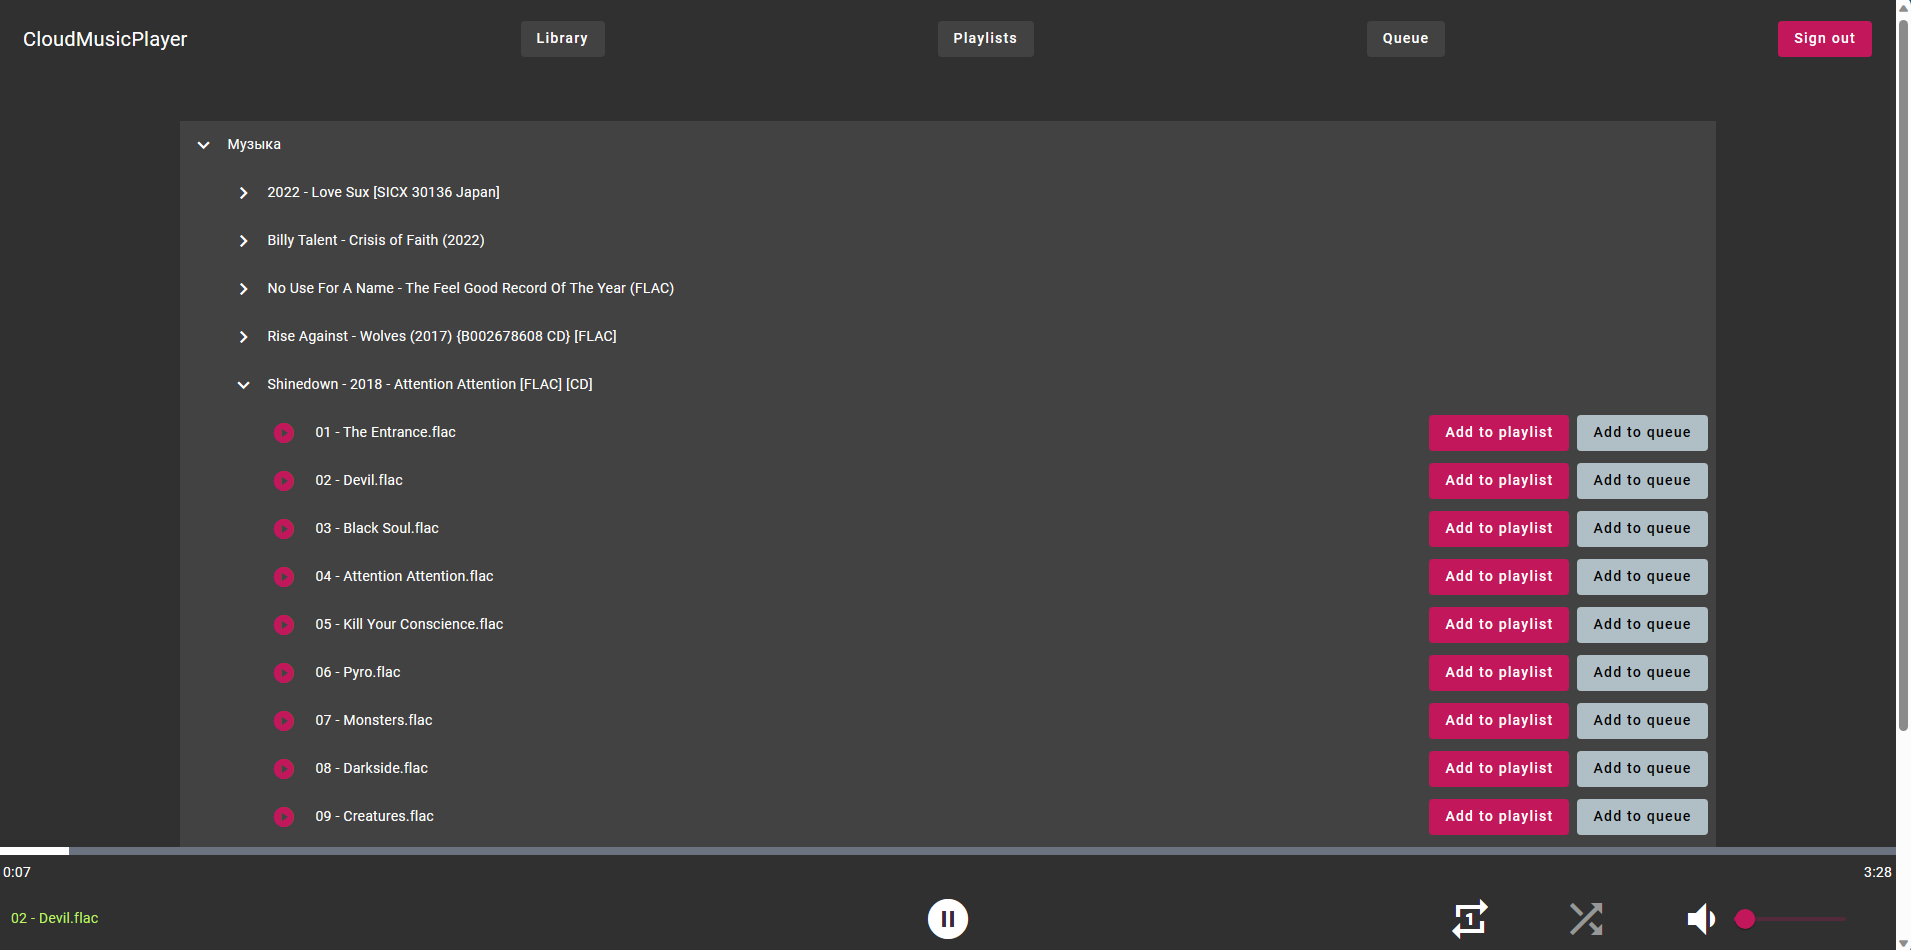 CloudMusicPlayer Library Playlists Queue Sign out
Музыка
2022 - Love Sux [SICX 30136 Japan]
Billy Talent - Crisis of Faith (2022)
No Use For A Name - The Feel Good Record Of The Year (FLAC)
Rise Against - Wolves (2017) {B002678608 CD} [FLAC]
Shinedown - 2018 - Attention Attention [FLAC] [CD]
01 - The Entrance.flac Add to playlist Add to queue
02 - Devil.flac Add to playlist Add to queue
03 - Black Soul.flac Add to playlist Add to queue
04 - Attention Attention.flac Add to playlist Add to queue
05 - Kill Your Conscience.flac Add to playlist Add to queue
06 - Pyro.flac Add to playlist Add to queue
07 - Monsters.flac Add to playlist Add to queue
08 - Darkside.flac Add to playlist Add to queue
09 - Creatures.flac Add to playlist Add to queue
0:07 3:28
02 - Devil.flac 1